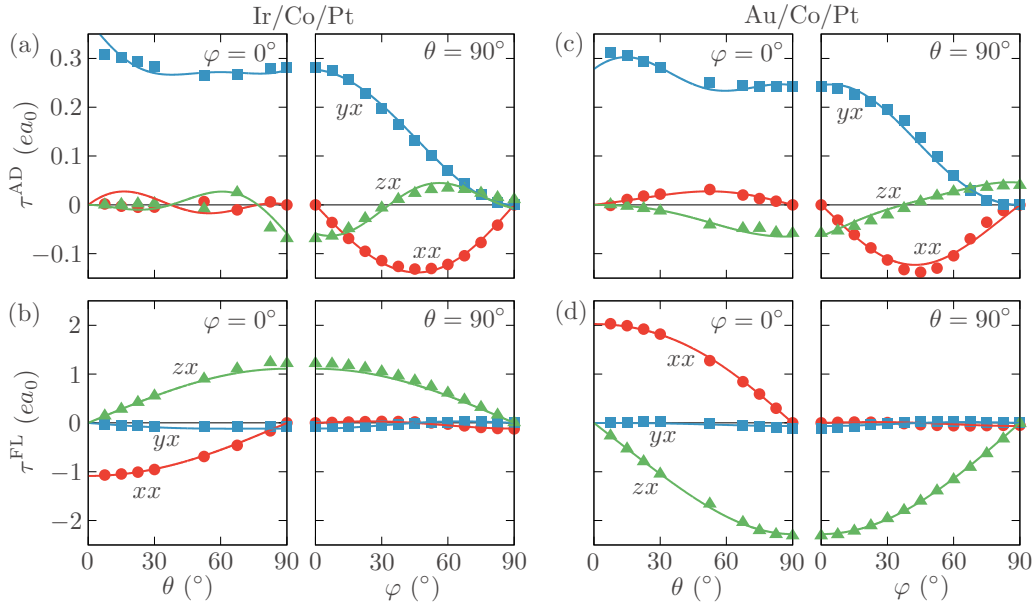 Ir/Co/Pt
Au/Co/Pt
(a)
φ = 0°
θ = 90°
(c)
φ = 0°
θ = 90°
0.3
0.2
0.1
0
−0.1
τ^AD (ea₀)
yx
zx
xx
yx
zx
xx
(b)
φ = 0°
θ = 90°
(d)
φ = 0°
θ = 90°
2
1
0
−1
−2
τ^FL (ea₀)
zx
yx
xx
xx
yx
zx
0 30 60 90 0 30 60 90 0 30 60 90 0 30 60 90
θ (°) φ (°) θ (°) φ (°)